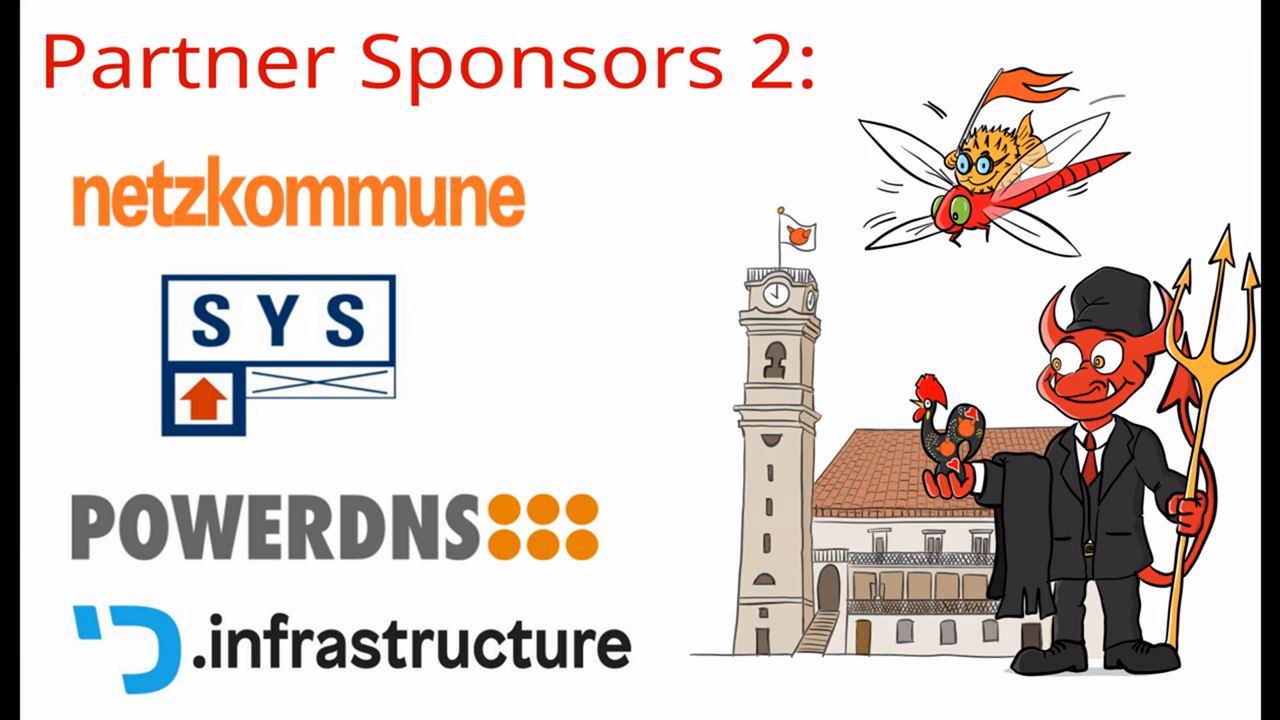 Partner Sponsors 2:
netzkommune
SYS
POWERDNS
.infrastructure